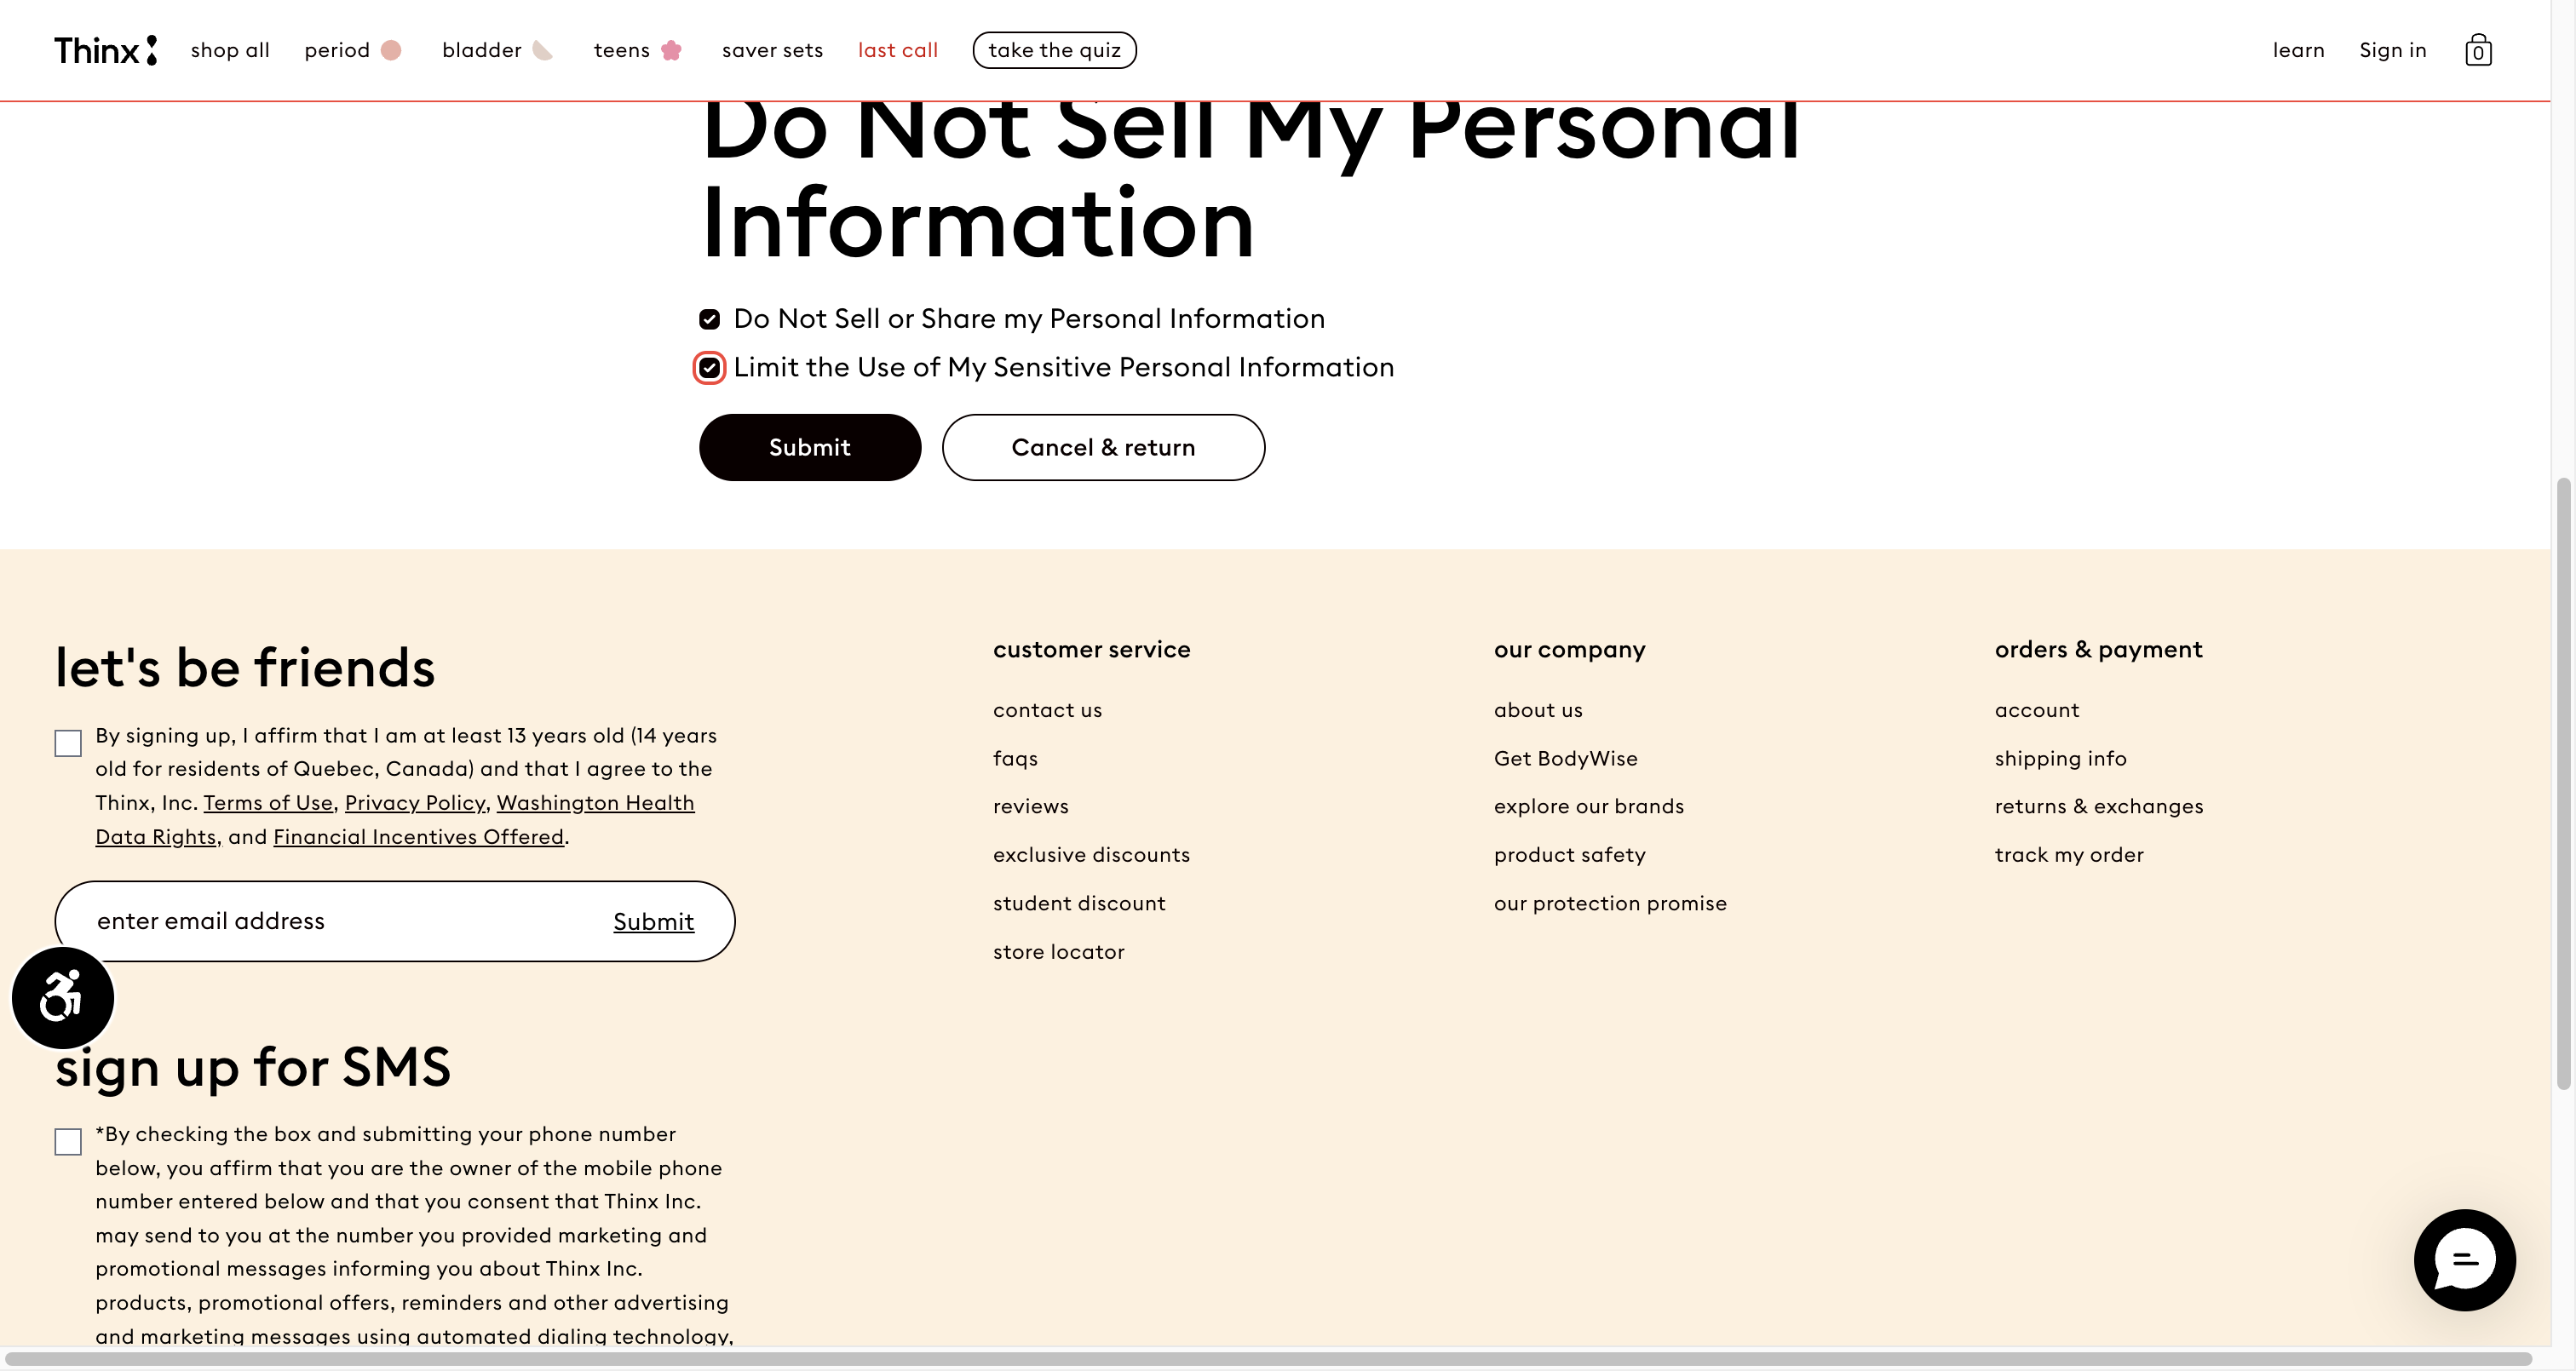 Thinx
shop all
period
bladder
teens
saver sets
last call
take the quiz
learn
Sign in
0
Do Not Sell My Personal
Information
Do Not Sell or Share my Personal Information
Limit the Use of My Sensitive Personal Information
Submit
Cancel & return
let's be friends
By signing up, I affirm that I am at least 13 years old (14 years
old for residents of Quebec, Canada) and that I agree to the
Thinx, Inc. Terms of Use, Privacy Policy, Washington Health
Data Rights, and Financial Incentives Offered.
enter email address
Submit
sign up for SMS
*By checking the box and submitting your phone number
below, you affirm that you are the owner of the mobile phone
number entered below and that you consent that Thinx Inc.
may send to you at the number you provided marketing and
promotional messages informing you about Thinx Inc.
products, promotional offers, reminders and other advertising
and marketing messages using automated dialing technology,
customer service
contact us
faqs
reviews
exclusive discounts
student discount
store locator
our company
about us
Get BodyWise
explore our brands
product safety
our protection promise
orders & payment
account
shipping info
returns & exchanges
track my order